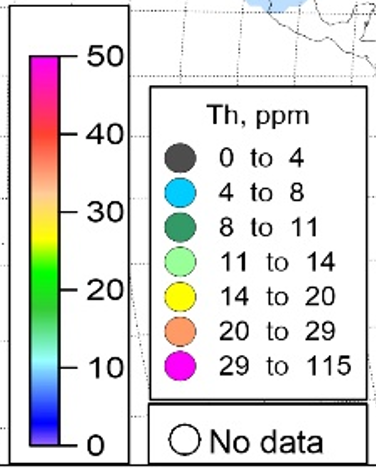 50
40
30
20
10
0
Th, ppm
0 to 4
4 to 8
8 to 11
11 to 14
14 to 20
20 to 29
29 to 115
No data